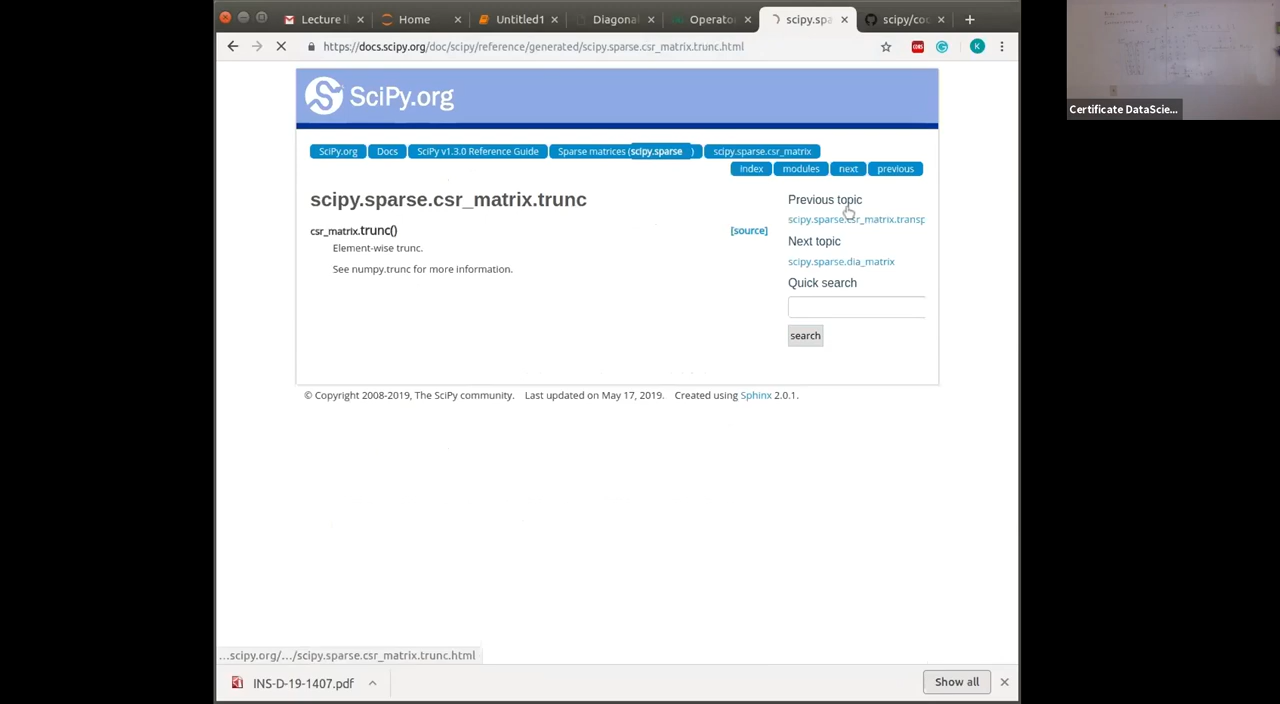 Lecture I
Home
Untitled1
Diagona
Operato
scipy.spa
scipy/co
https://docs.scipy.org/doc/scipy/reference/generated/scipy.sparse.csr_matrix.trunc.html
K
Certificate DataScie...
SciPy.org
SciPy.org Docs SciPy v1.3.0 Reference Guide Sparse matrices (scipy.sparse ) scipy.sparse.csr_matrix
index modules next previous
scipy.sparse.csr_matrix.trunc
csr_matrix.trunc() [source]
Element-wise trunc.
See numpy.trunc for more information.
Previous topic
scipy.sparse.csr_matrix.transp
Next topic
scipy.sparse.dia_matrix
Quick search
search
© Copyright 2008-2019, The SciPy community. Last updated on May 17, 2019. Created using Sphinx 2.0.1.
...scipy.org/.../scipy.sparse.csr_matrix.trunc.html
INS-D-19-1407.pdf
Show all